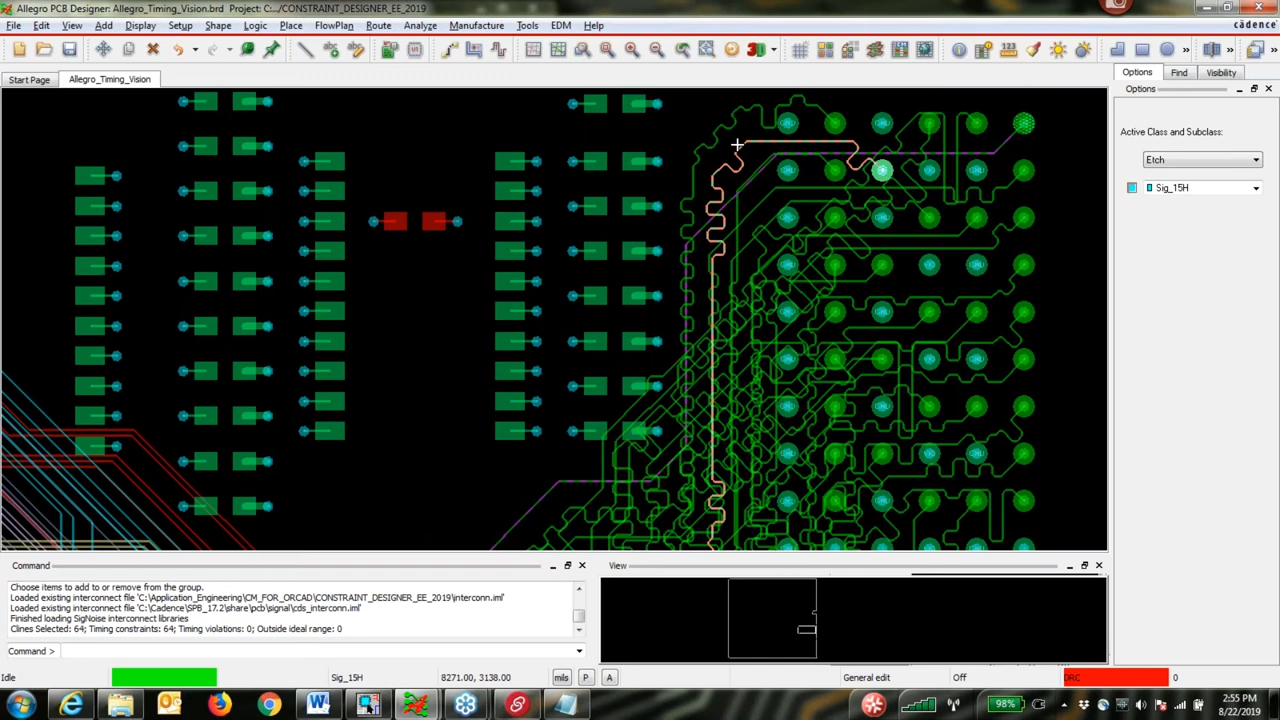 Allegro PCB Designer: Allegro_Timing_Vision.brd  Project: C:.../CONSTRAINT_DESIGNER_EE_2019
File Edit View Add Display Setup Shape Logic Place FlowPlan Route Analyze Manufacture Tools EDM Help
cādence
Start Page
Allegro_Timing_Vision
Options
Find
Visibility
Options
Active Class and Subclass:
Etch
Sig_15H
Command
Choose items to add to or remove from the group.
Loaded existing interconnect file 'C:\Application_Engineering\CM_FOR_ORCAD\CONSTRAINT_DESIGNER_EE_2019\interconn.iml'
Loaded existing interconnect file 'C:\Cadence\SPB_17.2\share\pcb\signal\cds_interconn.iml'
Finished loading SigNoise interconnect libraries
Clines Selected: 64; Timing constraints: 64; Timing violations: 0; Outside ideal range: 0
Command >
View
Idle
Sig_15H
8271.00, 3138.00
mils
P
A
General edit
Off
DRC
0
98%
2:55 PM
8/22/2019